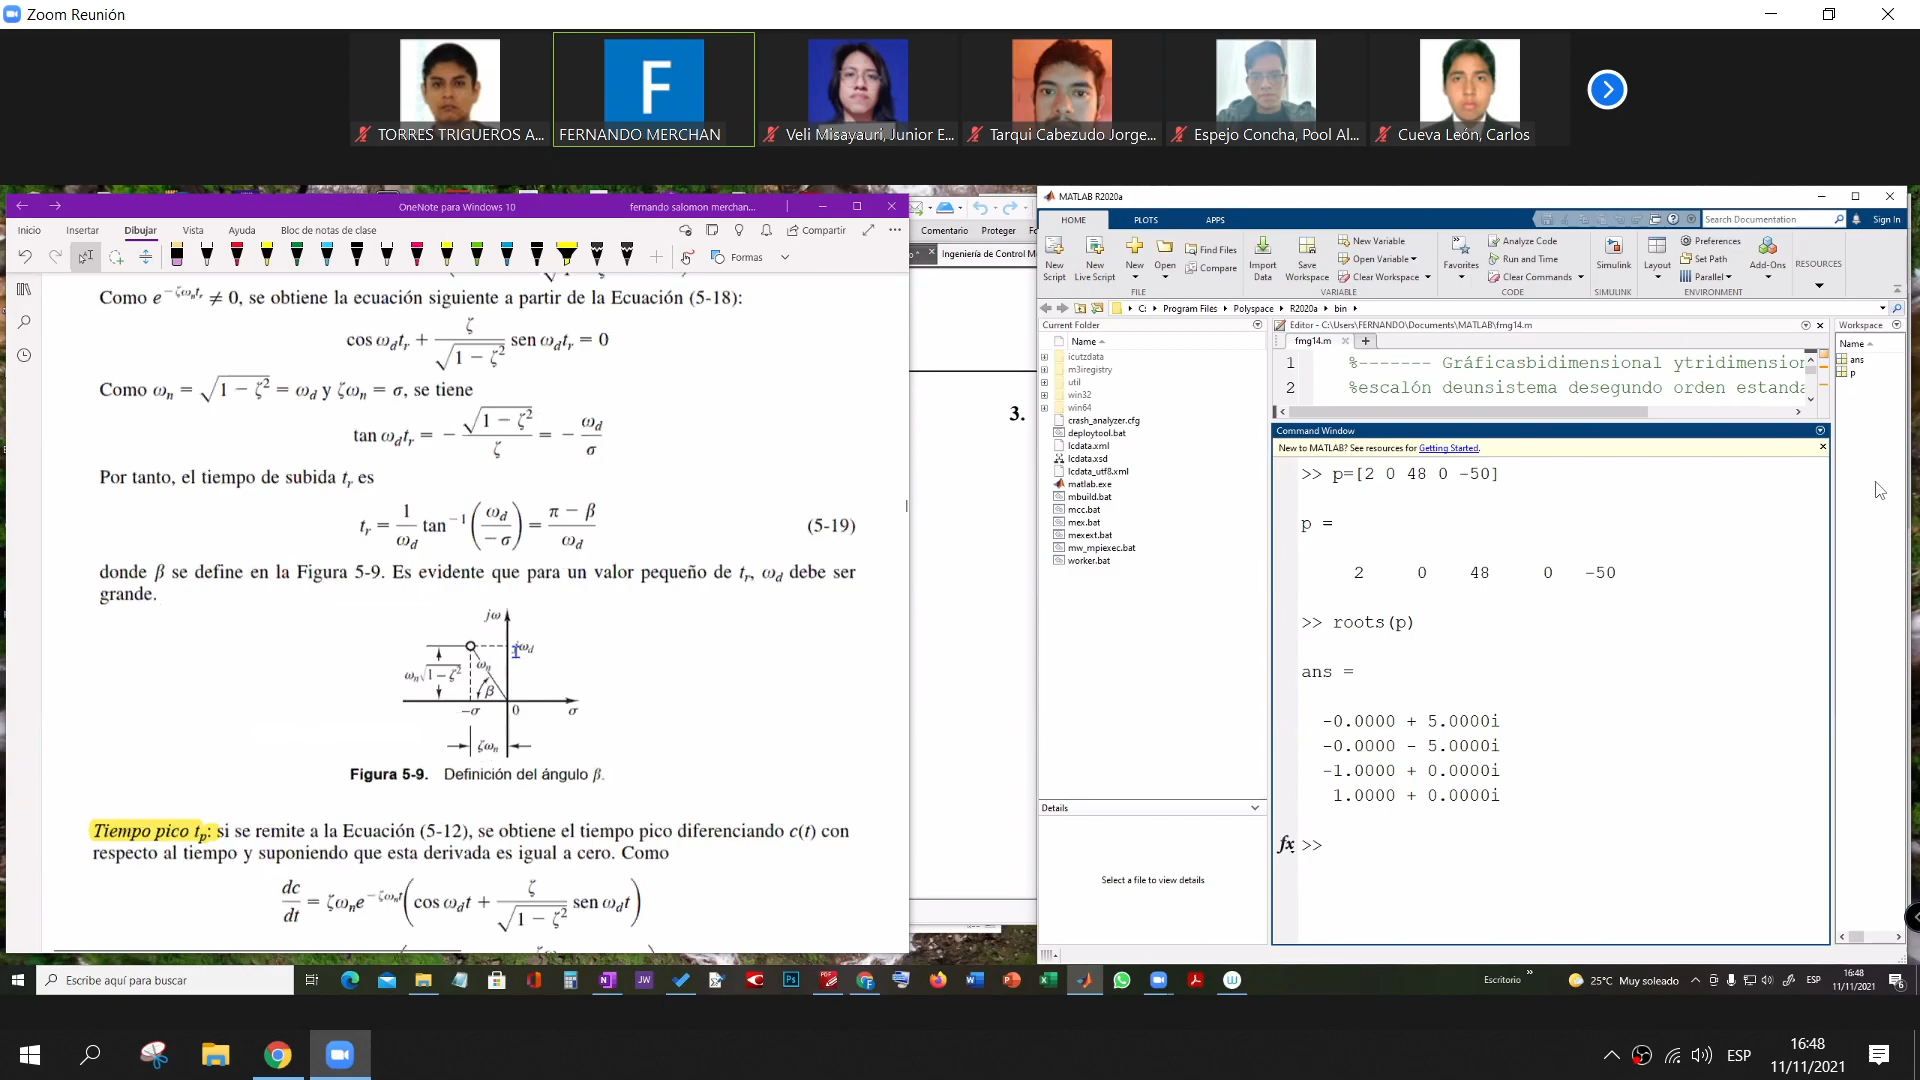 Zoom Reunión
TORRES TRIGUEROS A...
FERNANDO MERCHAN
Veli Misayauri, Junior E...
Tarqui Cabezudo Jorge...
Espejo Concha, Pool Al...
Cueva León, Carlos
F
OneNote para Windows 10
fernando salomon merchan...
Inicio
Insertar
Dibujar
Vista
Ayuda
Bloc de notas de clase
Compartir
Formas
Como e^{-ζω_n t_r} ≠ 0, se obtiene la ecuación siguiente a partir de la Ecuación (5-18):
cos ω_d t_r + ζ/√(1 − ζ²) sen ω_d t_r = 0
Como ω_n = √(1 − ζ²) = ω_d y ζω_n = σ, se tiene
tan ω_d t_r = − √(1 − ζ²)/ζ = − ω_d/σ
Por tanto, el tiempo de subida t_r es
t_r = 1/ω_d tan⁻¹(ω_d/−σ) = (π − β)/ω_d (5-19)
donde β se define en la Figura 5-9. Es evidente que para un valor pequeño de t_r, ω_d debe ser
grande.
jω
jω_d
ω_n√(1 − ζ²)
ω_n
β
−σ
0
σ
ζω_n
Figura 5-9. Definición del ángulo β.
Tiempo pico t_p: si se remite a la Ecuación (5-12), se obtiene el tiempo pico diferenciando c(t) con
respecto al tiempo y suponiendo que esta derivada es igual a cero. Como
dc/dt = ζω_n e^{-ζω_n t}(cos ω_d t + ζ/√(1 − ζ²) sen ω_d t)
Comentario
Proteger
Ingeniería de Control M
3.
MATLAB R2020a
HOME
PLOTS
APPS
Search Documentation
Sign In
New Script
New Live Script
New
Open
Find Files
Compare
Import Data
Save Workspace
New Variable
Open Variable
Clear Workspace
Favorites
Analyze Code
Run and Time
Clear Commands
Simulink
Layout
Preferences
Set Path
Parallel
Add-Ons
RESOURCES
FILE
VARIABLE
CODE
SIMULINK
ENVIRONMENT
C: Program Files Polyspace R2020a bin
Current Folder
Name
icutzdata
m3iregistry
util
win32
win64
crash_analyzer.cfg
deploytool.bat
lcdata.xml
lcdata.xsd
lcdata_utf8.xml
matlab.exe
mbuild.bat
mcc.bat
mex.bat
mexext.bat
mw_mpiexec.bat
worker.bat
Details
Select a file to view details
Editor - C:\Users\FERNANDO\Documents\MATLAB\fmg14.m
fmg14.m
1 %------- Gráficasbidimensional ytridimension
2 %escalón deunsistema desegundo orden estanda
Command Window
New to MATLAB? See resources for Getting Started.
>> p=[2 0 48 0 -50]
p =
2 0 48 0 -50
>> roots(p)
ans =
-0.0000 + 5.0000i
-0.0000 - 5.0000i
-1.0000 + 0.0000i
1.0000 + 0.0000i
fx >>
Workspace
Name
ans
p
Escribe aquí para buscar
Escritorio
25°C Muy soleado
ESP
16:48
11/11/2021
ESP
16:48
11/11/2021